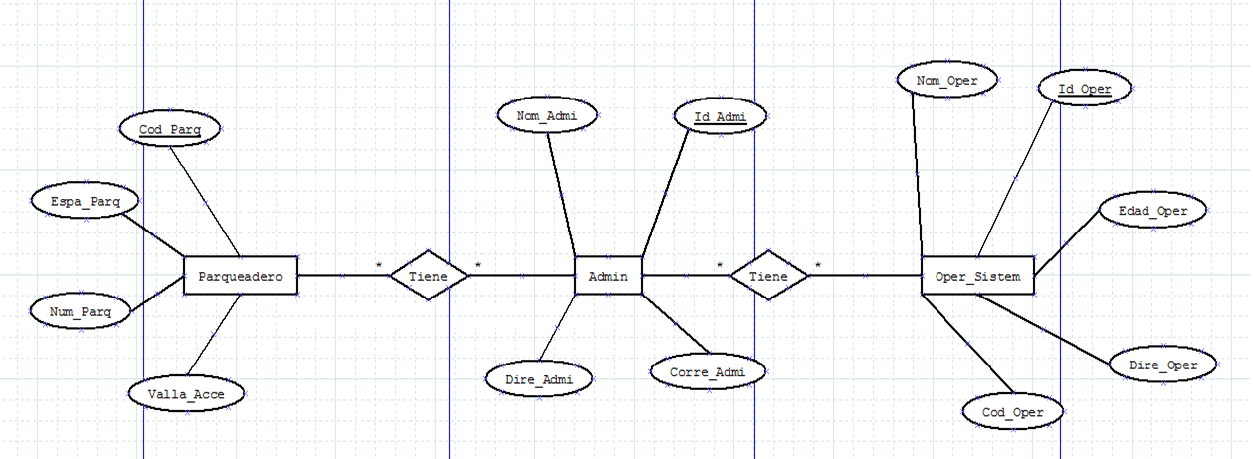 Nom_Oper
Id_Oper
Nom_Admi
Id_Admi
Cod_Parq
Espa_Parq
Edad_Oper
Parqueadero
*
Tiene
*
Admin
*
Tiene
*
Oper_Sistem
Num_Parq
Valla_Acce
Dire_Admi
Corre_Admi
Dire_Oper
Cod_Oper